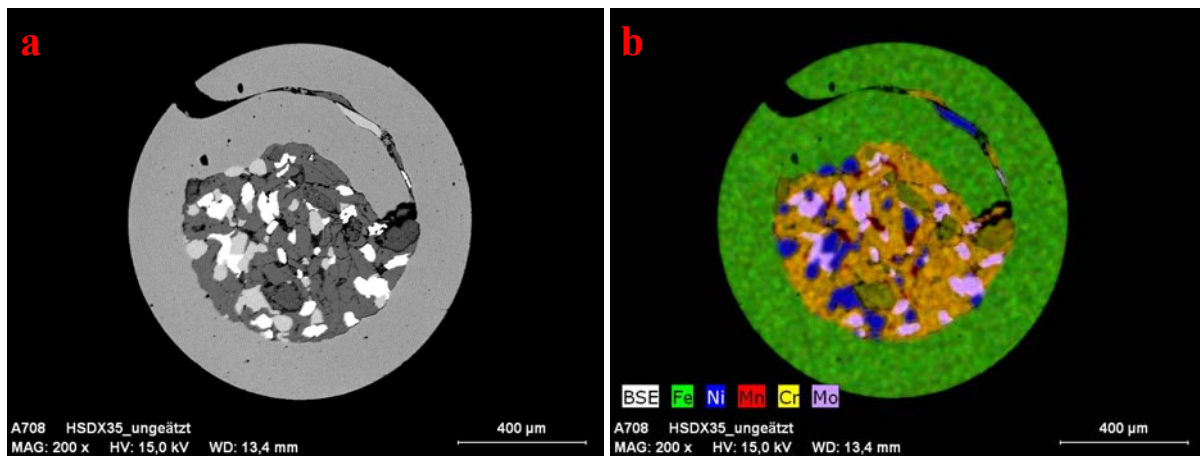 a
A708 HSDX35_ungeätzt
MAG: 200 x HV: 15,0 kV WD: 13,4 mm
400 µm
b
BSE Fe Ni Mn Cr Mo
A708 HSDX35_ungeätzt
MAG: 200 x HV: 15,0 kV WD: 13,4 mm
400 µm